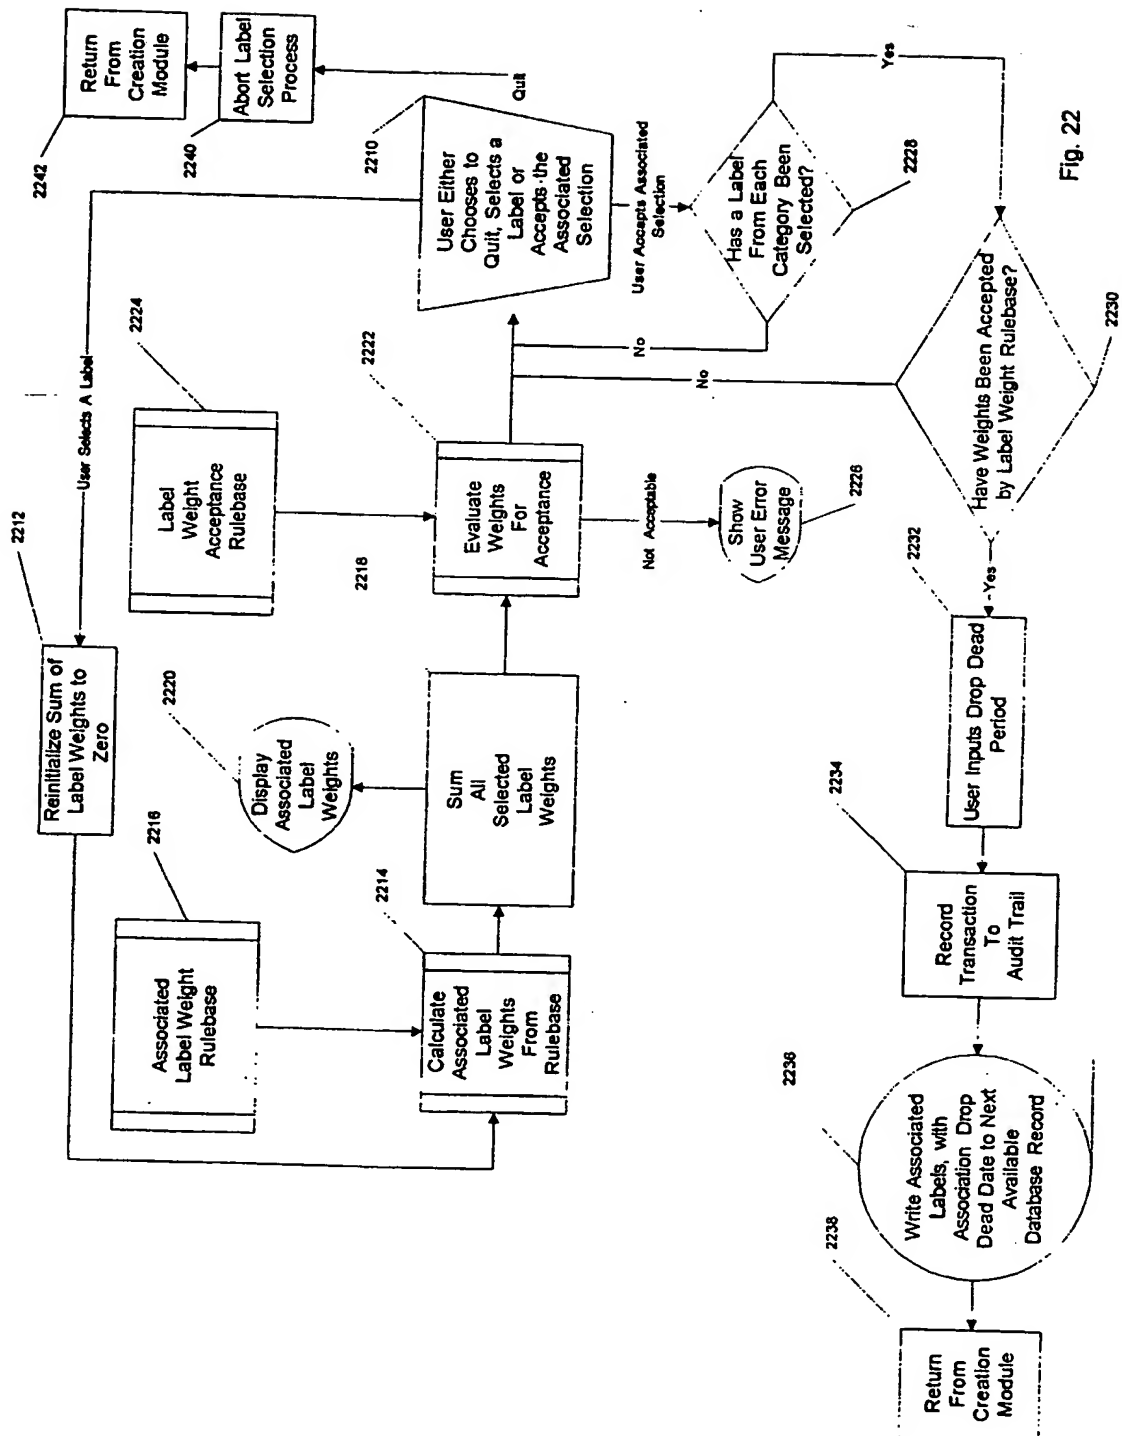 2212
Reinitialize Sum of
Label Weights to
Zero
User Selects A Label
2242
Return
From
Creation
Module
2240
Abort Label
Selection
Process
Quit
2216
Associated
Label Weight
Rulebase
2220
Display
Associated
Label
Weights
2224
Label
Weight
Acceptance
Rulebase
2210
User Either
Chooses to
Quit, Selects a
Label or
Accepts the
Associated
Selection
2214
Calculate
Associated
Label
Weights
From
Rulebase
Sum
All
Selected
Label
Weights
2218
2222
Evaluate
Weights
For
Acceptance
No
No
User Accepts Associated
Selection
Not Acceptable
Show
User Error
Message
2226
Has a Label
From Each
Category Been
Selected?
2228
Yes
2238
Return
From
Creation
Module
2236
Write Associated
Labels, with
Association Drop
Dead Date to Next
Available
Database Record
2234
Record
Transaction
To
Audit Trail
2232
User Inputs Drop Dead
Period
Yes
Have Weights Been Accepted
by Label Weight Rulebase?
2230
Fig. 22